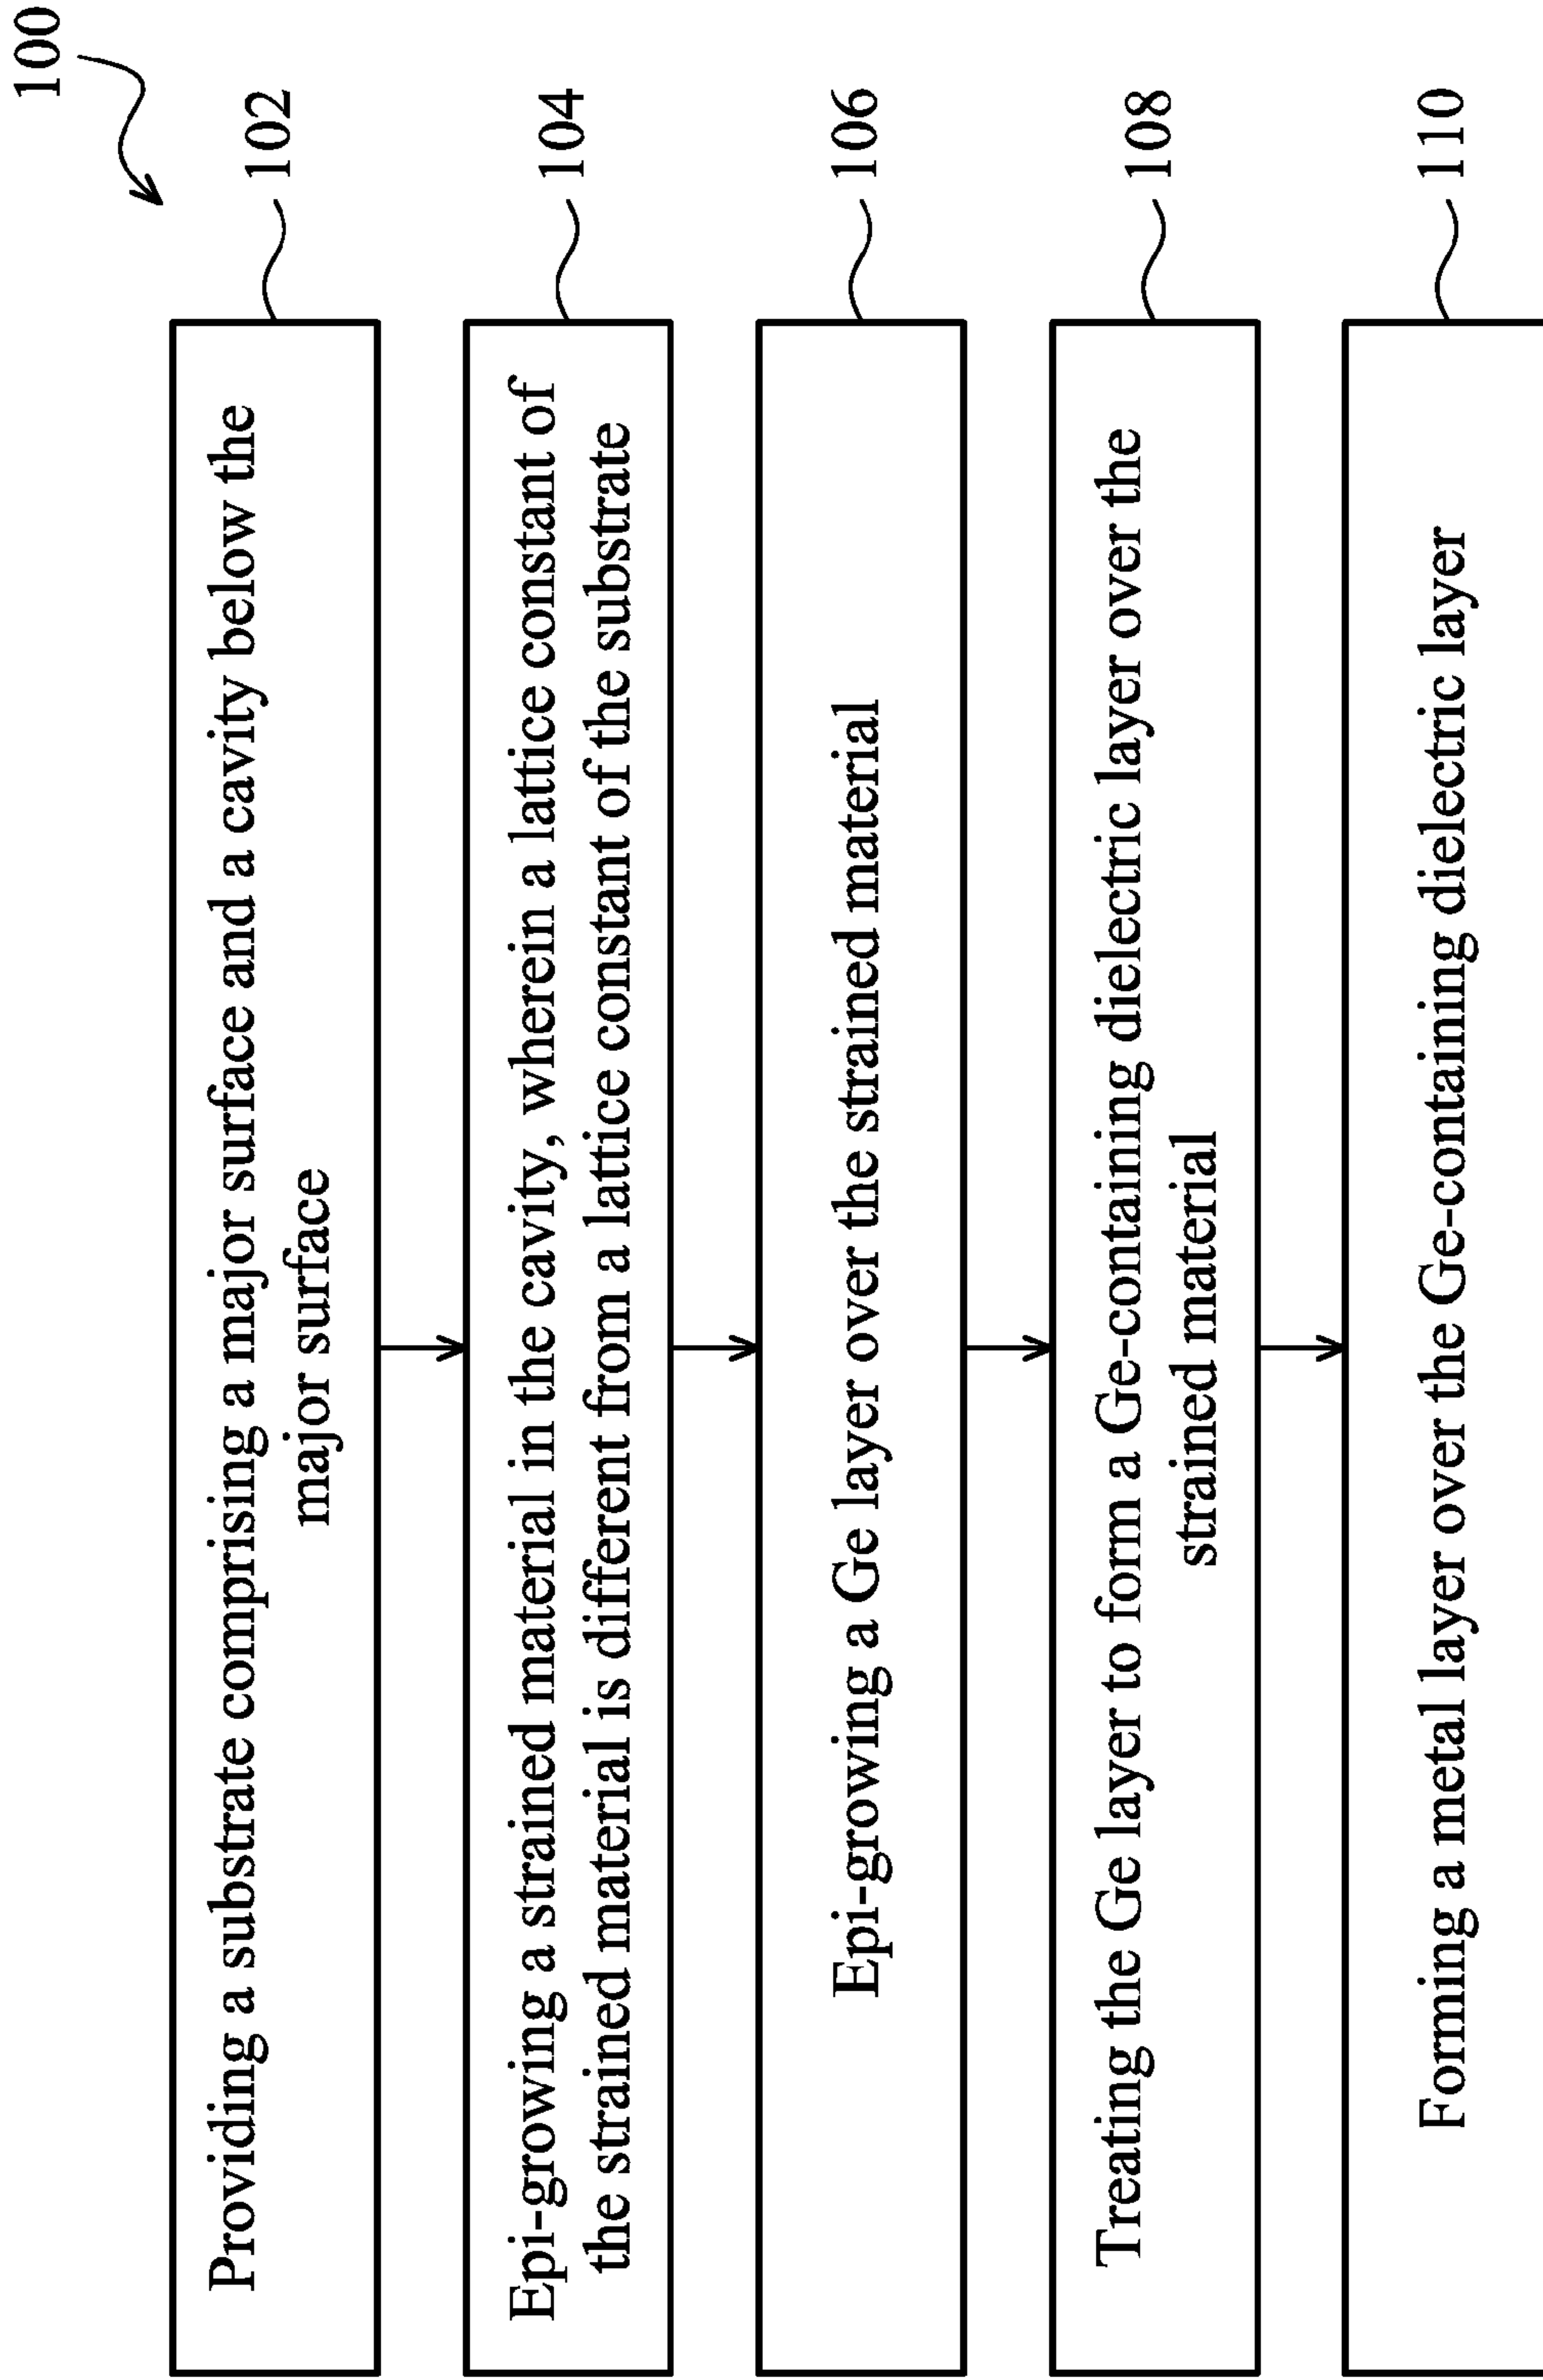 100
Providing a substrate comprising a major surface and a cavity below the
major surface
102
Epi-growing a strained material in the cavity, wherein a lattice constant of
the strained material is different from a lattice constant of the substrate
104
Epi-growing a Ge layer over the strained material
106
Treating the Ge layer to form a Ge-containing dielectric layer over the
strained material
108
Forming a metal layer over the Ge-containing dielectric layer
110